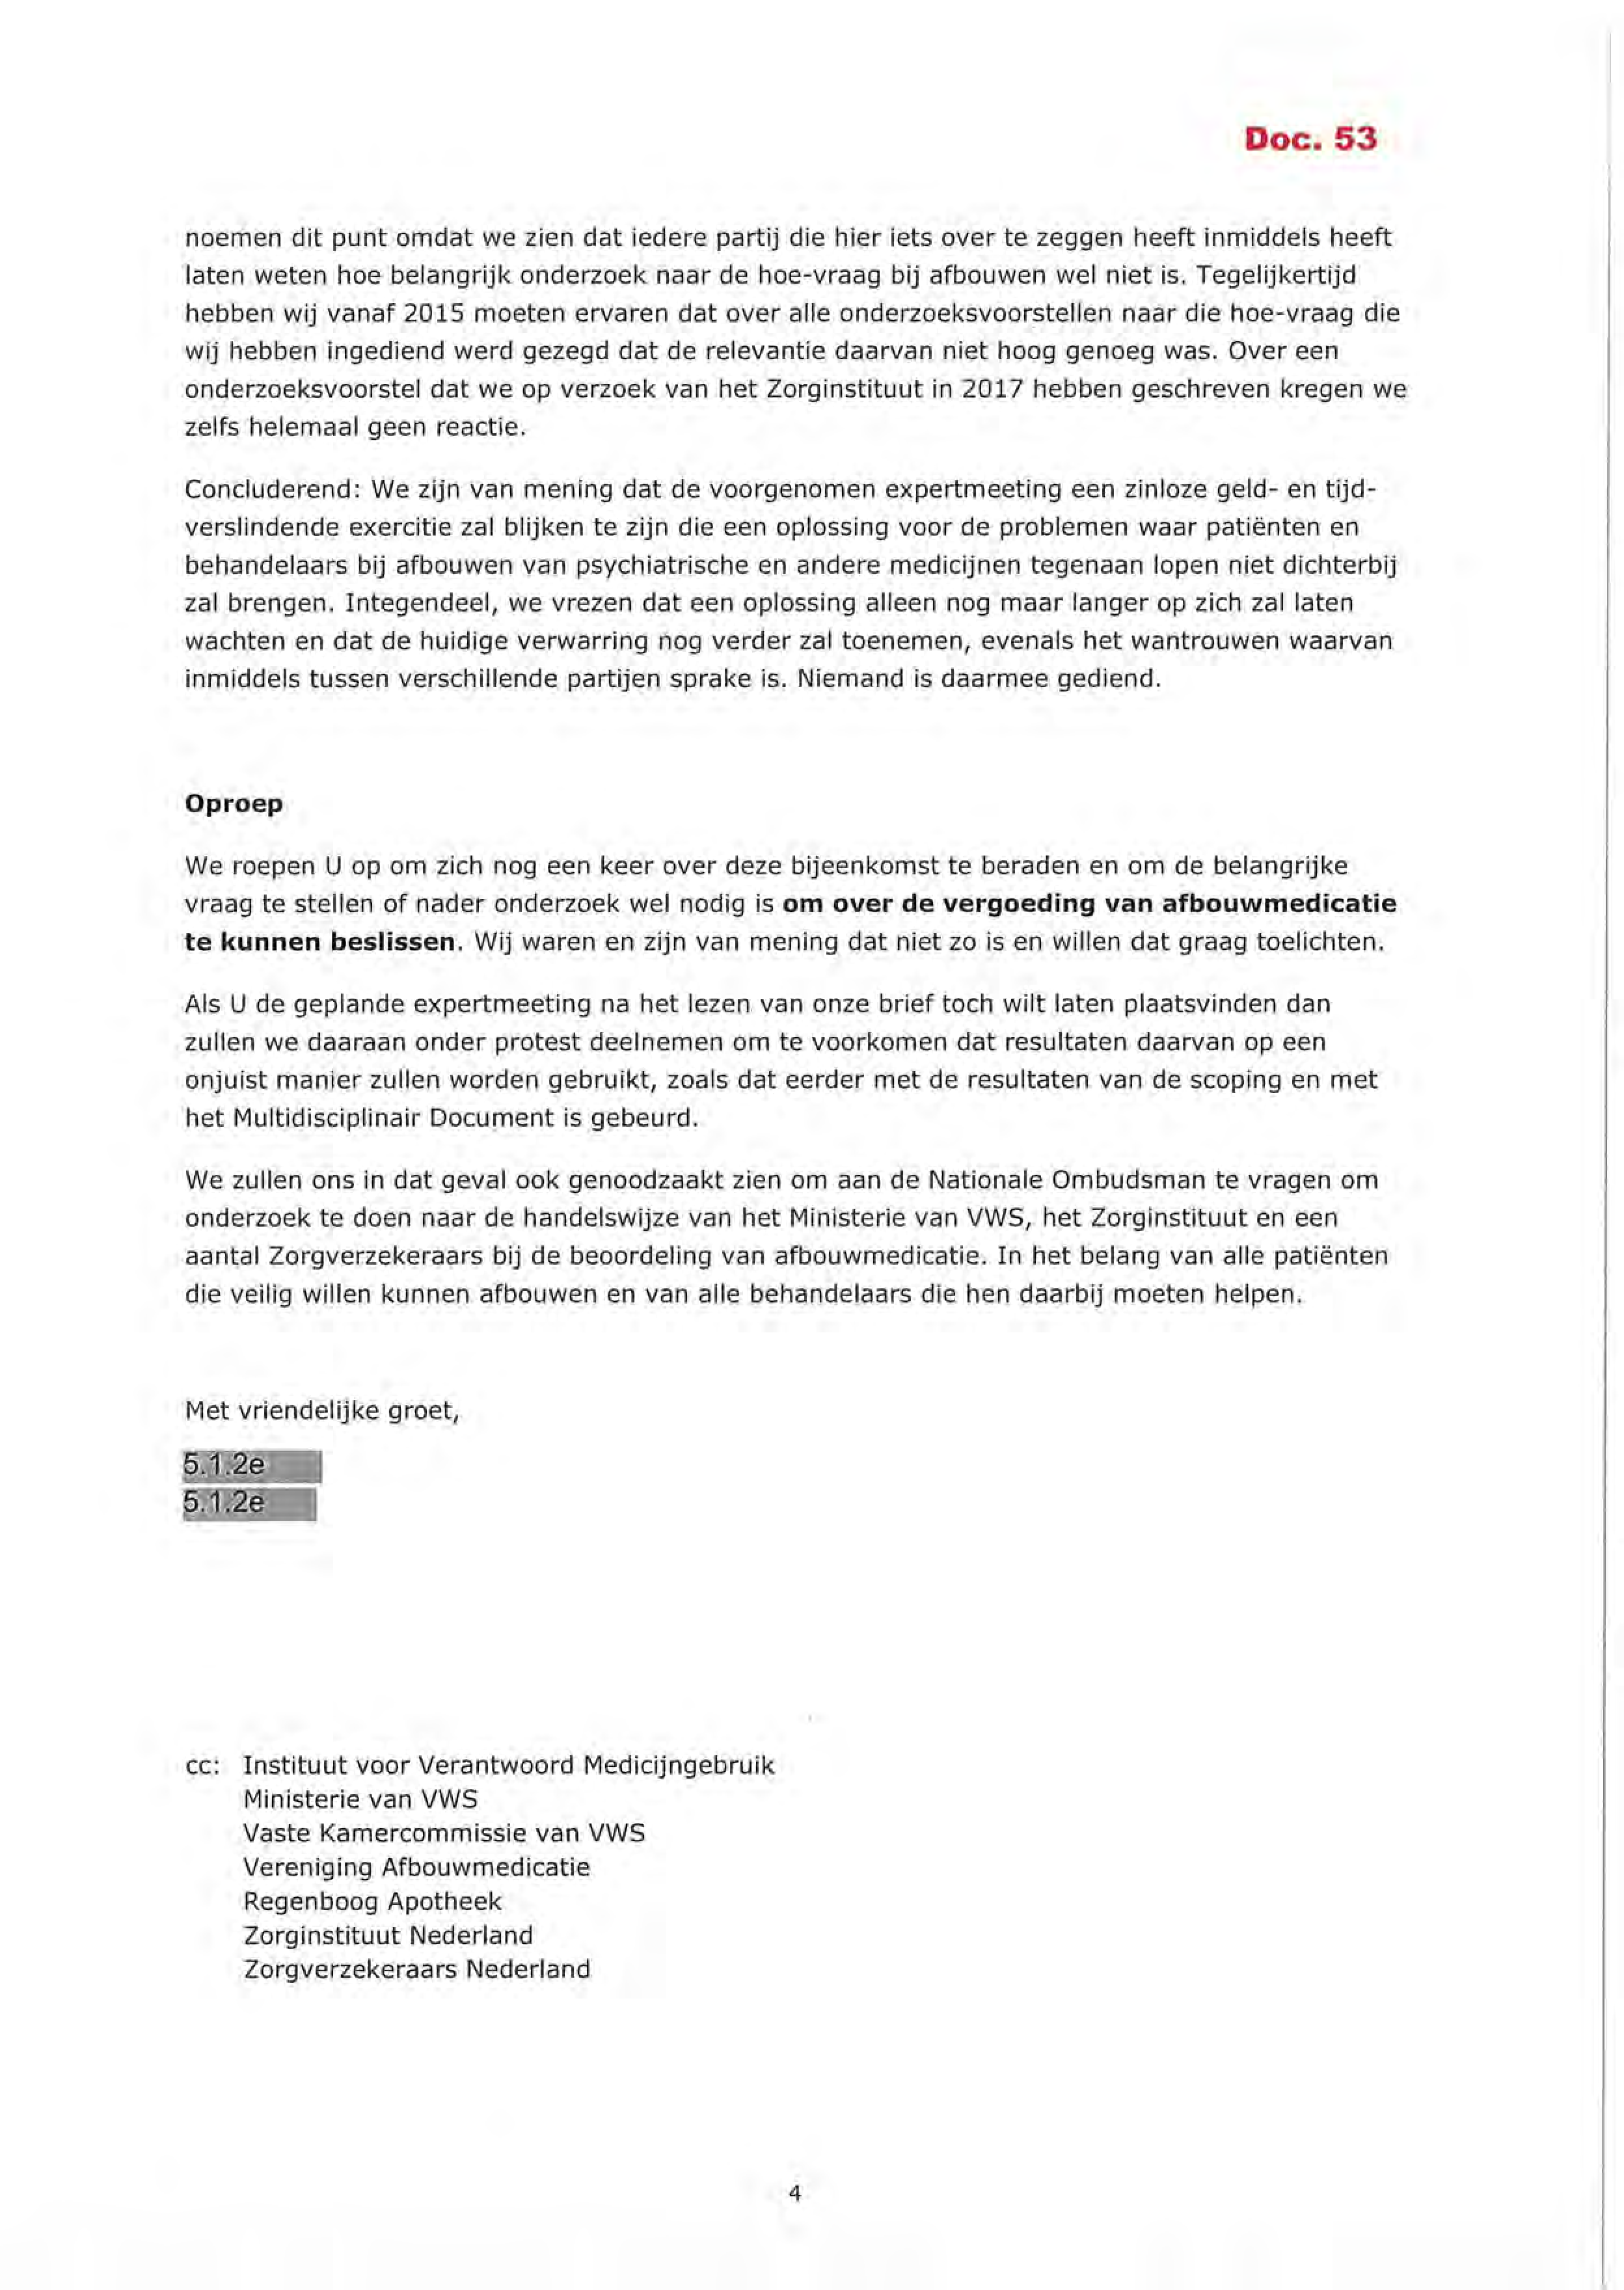 Doc. 53
noemen dit punt omdat we zien dat iedere partij die hier iets over te zeggen heeft inmiddels heeft
laten weten hoe belangrijk onderzoek naar de hoe-vraag bij afbouwen wel niet is. Tegelijkertijd
hebben wij vanaf 2015 moeten ervaren dat over alle onderzoeksvoorstellen naar die hoe-vraag die
wij hebben ingediend werd gezegd dat de relevantie daarvan niet hoog genoeg was. Over een
onderzoeksvoorstel dat we op verzoek van het Zorginstituut in 2017 hebben geschreven kregen we
zelfs helemaal geen reactie.
Concluderend: We zijn van mening dat de voorgenomen expertmeeting een zinloze geld- en tijd-
verslindende exercitie zal blijken te zijn die een oplossing voor de problemen waar patiënten en
behandelaars bij afbouwen van psychiatrische en andere medicijnen tegenaan lopen niet dichterbij
zal brengen. Integendeel, we vrezen dat een oplossing alleen nog maar langer op zich zal laten
wachten en dat de huidige verwarring nog verder zal toenemen, evenals het wantrouwen waarvan
inmiddels tussen verschillende partijen sprake is. Niemand is daarmee gediend.
Oproep
We roepen U op om zich nog een keer over deze bijeenkomst te beraden en om de belangrijke
vraag te stellen of nader onderzoek wel nodig is om over de vergoeding van afbouwmedicatie
te kunnen beslissen. Wij waren en zijn van mening dat niet zo is en willen dat graag toelichten.
Als U de geplande expertmeeting na het lezen van onze brief toch wilt laten plaatsvinden dan
zullen we daaraan onder protest deelnemen om te voorkomen dat resultaten daarvan op een
onjuist manier zullen worden gebruikt, zoals dat eerder met de resultaten van de scoping en met
het Multidisciplinair Document is gebeurd.
We zullen ons in dat geval ook genoodzaakt zien om aan de Nationale Ombudsman te vragen om
onderzoek te doen naar de handelswijze van het Ministerie van VWS, het Zorginstituut en een
aantal Zorgverzekeraars bij de beoordeling van afbouwmedicatie. In het belang van alle patiënten
die veilig willen kunnen afbouwen en van alle behandelaars die hen daarbij moeten helpen.
Met vriendelijke groet,
5.1.2e
5.1.2e
cc: Instituut voor Verantwoord Medicijngebruik
Ministerie van VWS
Vaste Kamercommissie van VWS
Vereniging Afbouwmedicatie
Regenboog Apotheek
Zorginstituut Nederland
Zorgverzekeraars Nederland
4